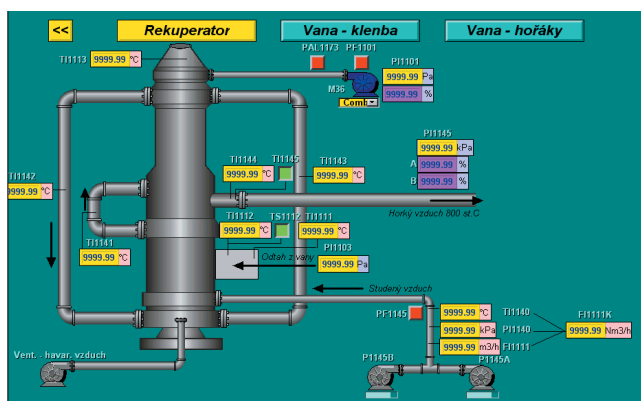 <<
Rekuperator
Vana - klenba
Vana - hořáky
PAL1173
PF1101
TI1113
9999.99 °C
PI1101
9999.99 Pa
9999.99 %
M36
Comb
PI1145
9999.99 kPa
A 9999.99 %
B 9999.99 %
TI1144
TI1145
TI1143
9999.99 °C
9999.99 °C
TI1142
9999.99 °C
Horký vzduch 800 st.C
TI1112
TS1112
TI1111
9999.99 °C
9999.99 °C
TI1141
9999.99 °C
PI1103
Odtah z vany
9999.99 Pa
Studený vzduch
PF1145
9999.99 °C
TI1140
FI1111K
9999.99 kPa
PI1140
9999.99 Nm3/h
9999.99 m3/h
FI1111
Vent. - havar. vzduch
P1145B
P1145A